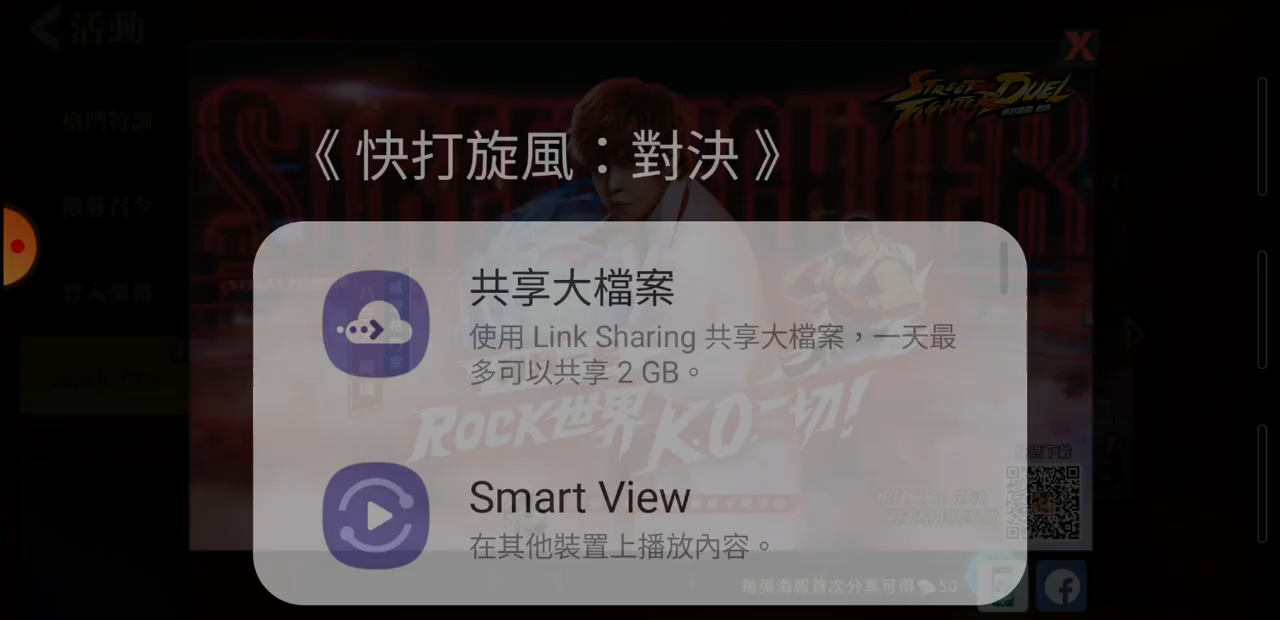 活動
STREET FIGHTER DUEL
《 快打旋風：對決 》
共享大檔案
使用 Link Sharing 共享大檔案，一天最
多可以共享 2 GB。
ROCK世界 K.O.一切!
Smart View
在其他裝置上播放內容。
每張海報首次分享可得 50